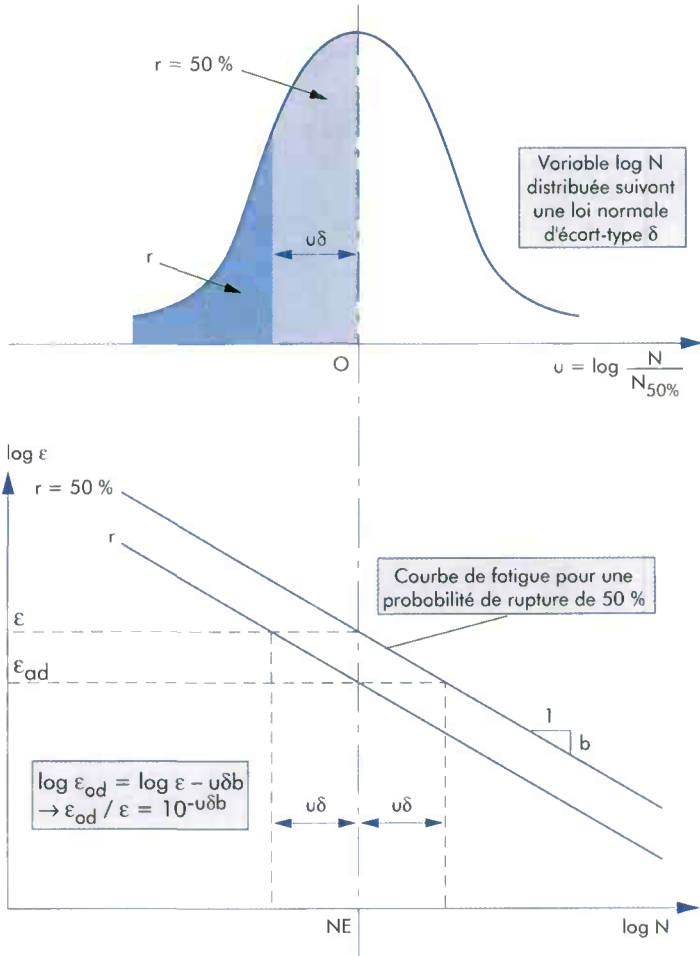 r = 50 %
Variable log N
distribuée suivant
une loi normale
d'écart-type δ
uδ
r
O
u = log N / N50%
log ε
r = 50 %
r
Courbe de fatigue pour une
probobilité de rupture de 50 %
ε
εad
1
b
log εad = log ε – uδb
→ εad / ε = 10^-uδb
uδ
uδ
NE
log N